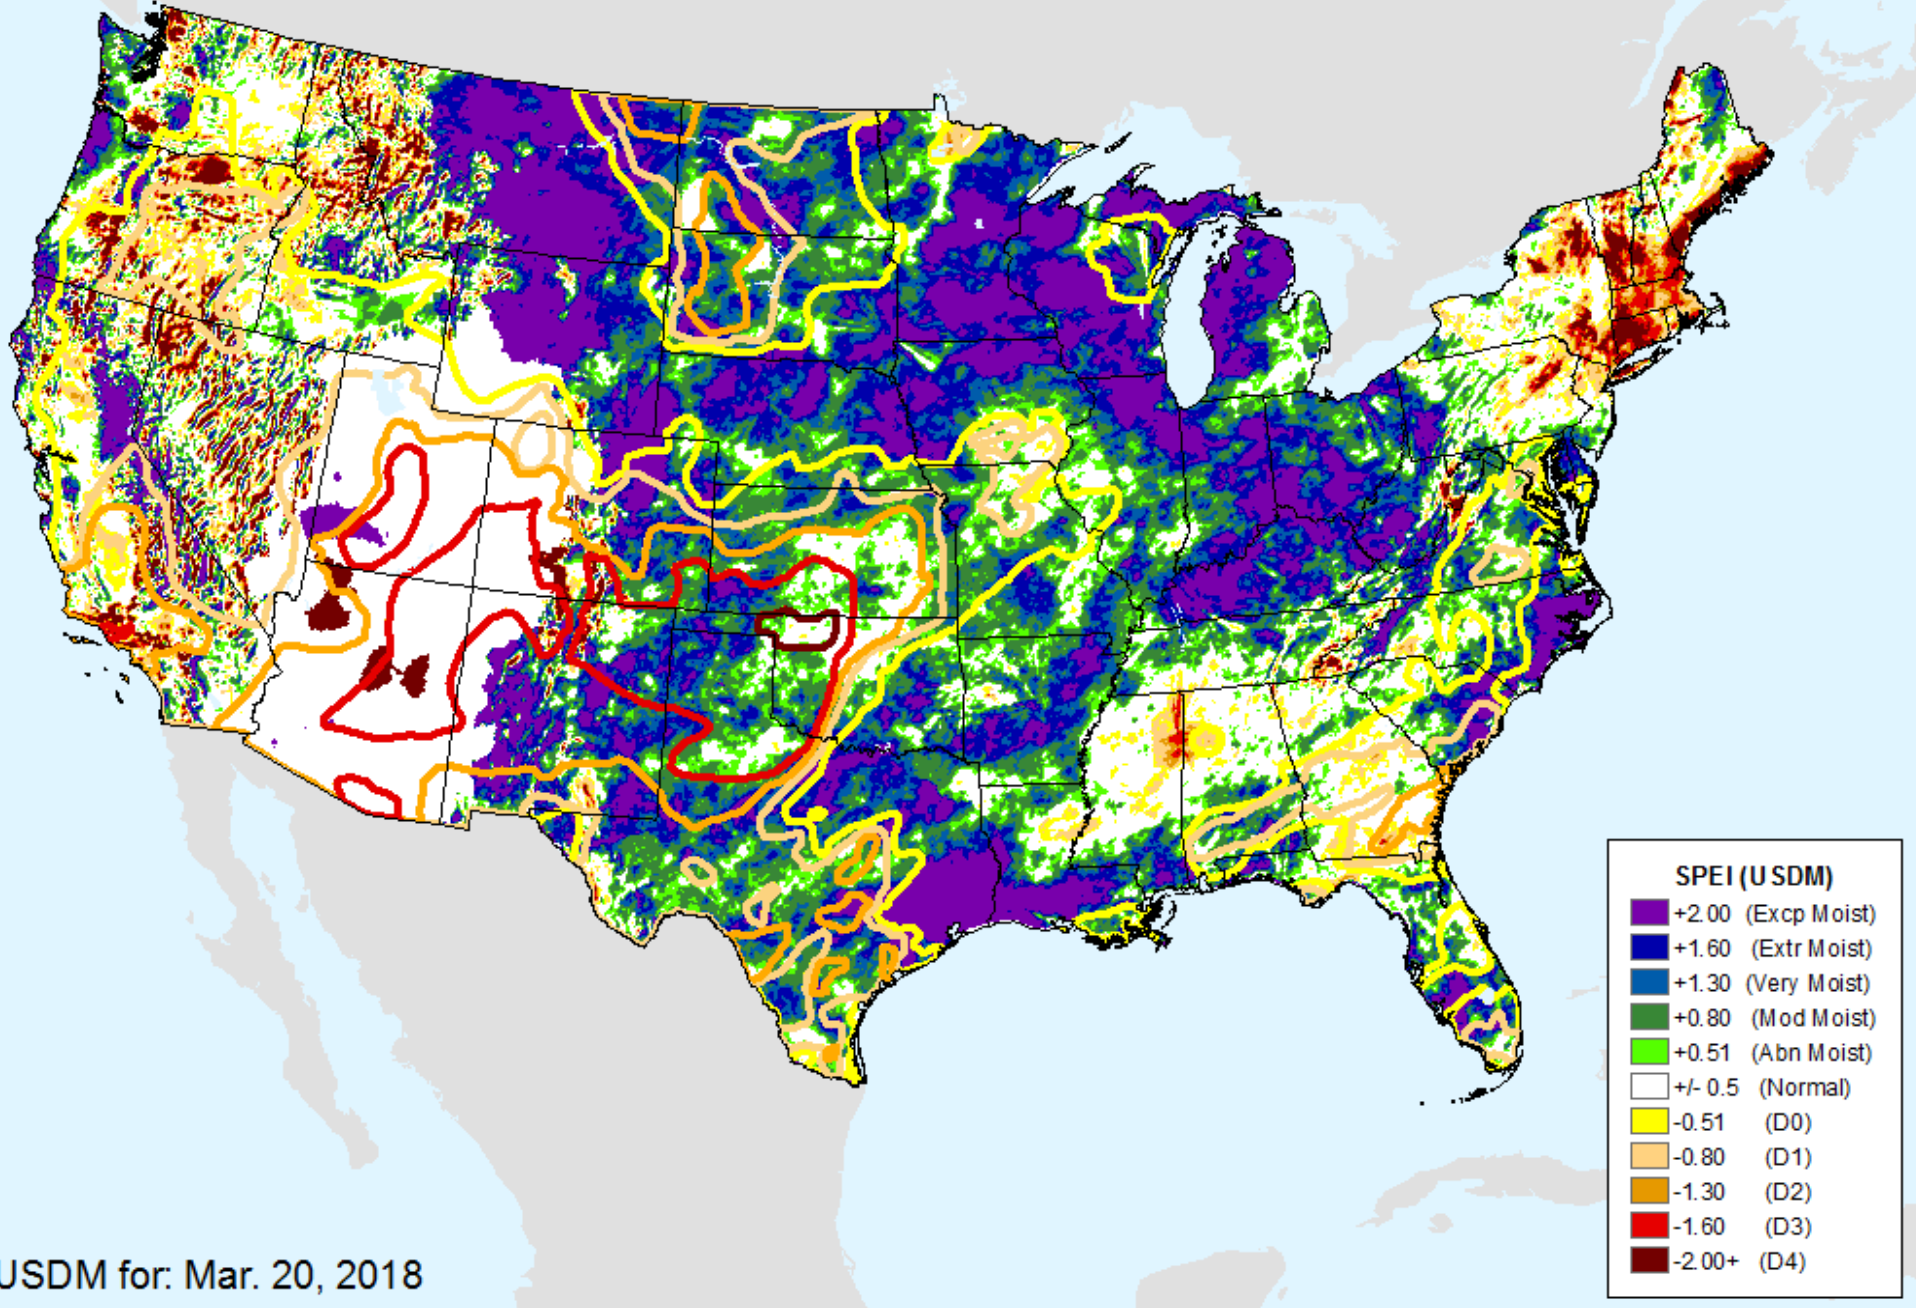 SPEI (USDM)
+2.00 (Excp Moist)
+1.60 (Extr Moist)
+1.30 (Very Moist)
+0.80 (Mod Moist)
+0.51 (Abn Moist)
+/- 0.5 (Normal)
-0.51 (D0)
-0.80 (D1)
-1.30 (D2)
-1.60 (D3)
-2.00+ (D4)
USDM for: Mar. 20, 2018